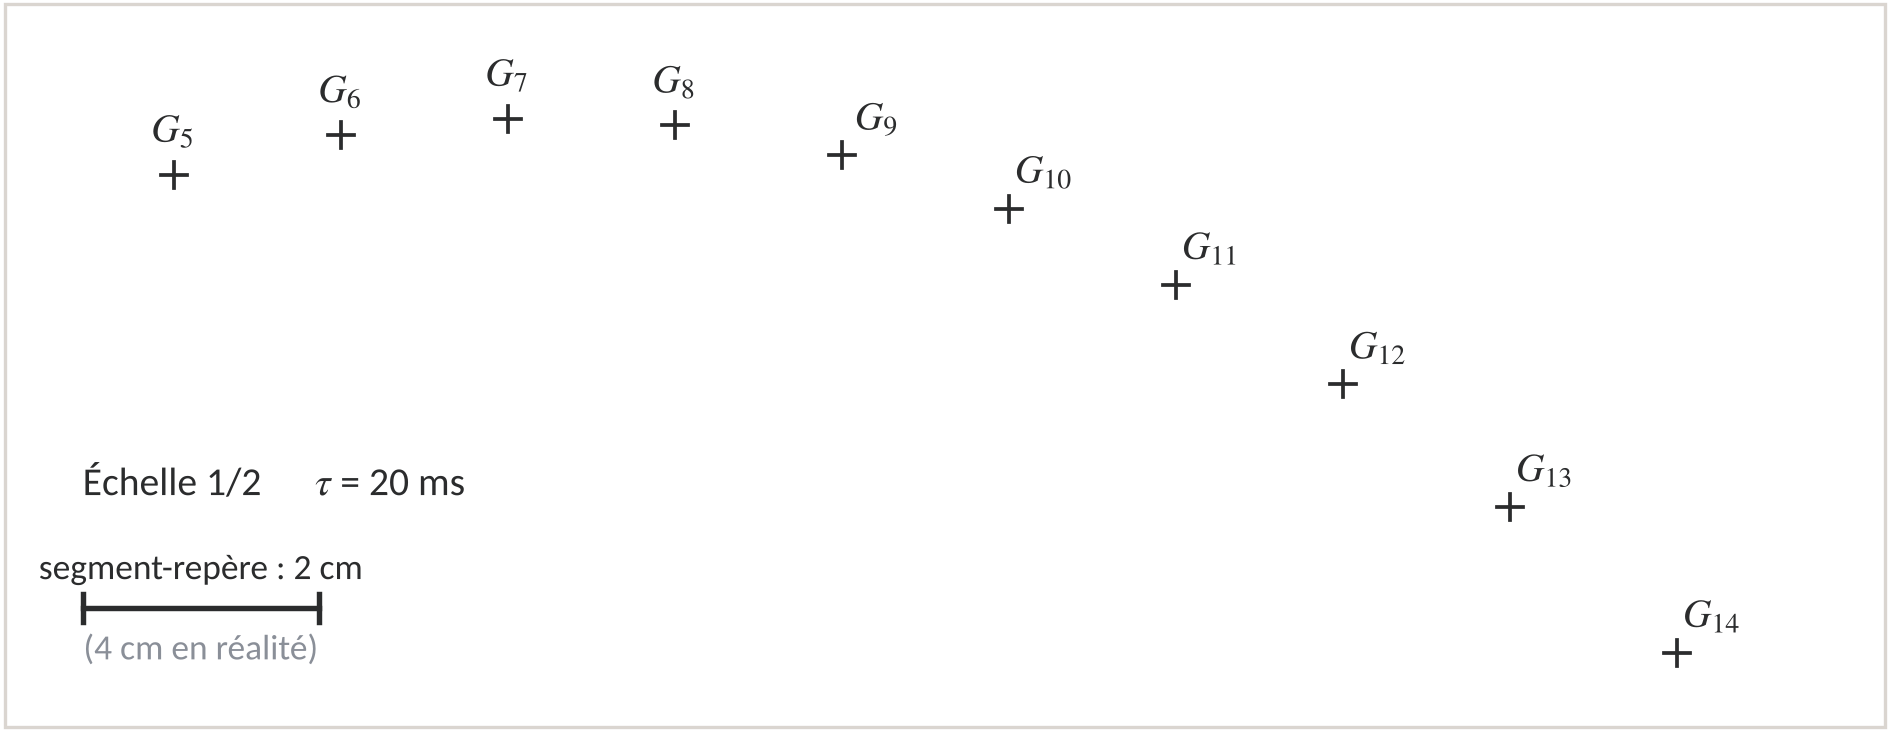 G₅
G₆
G₇
G₈
G₉
G₁₀
G₁₁
G₁₂
G₁₃
G₁₄
Échelle 1/2 τ = 20 ms
segment-repère : 2 cm
(4 cm en réalité)